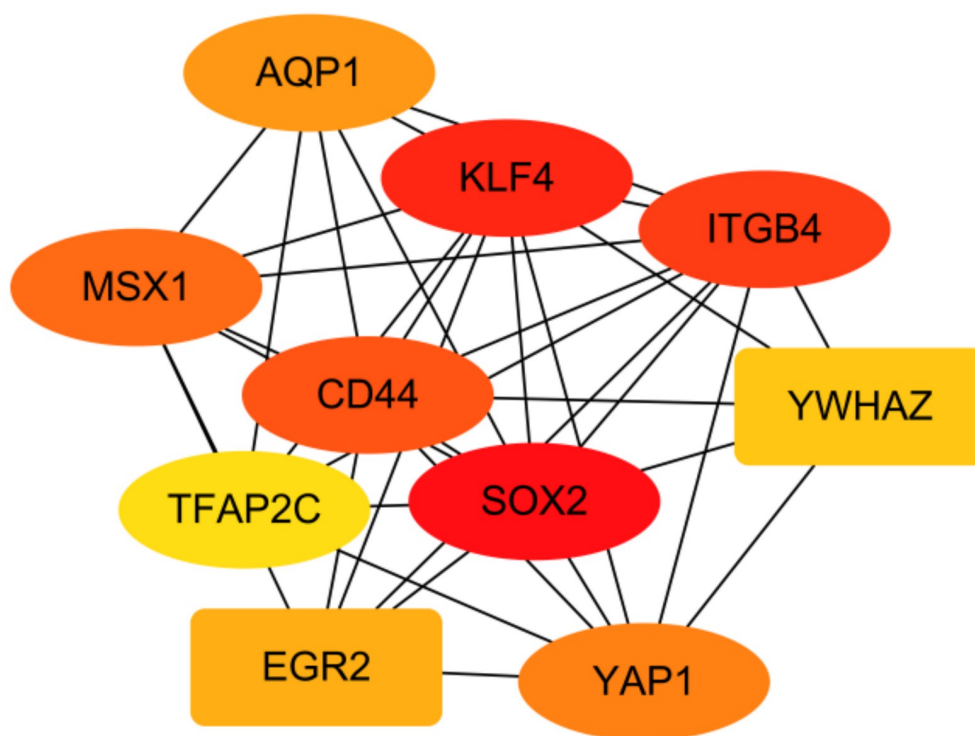 AQP1
KLF4
ITGB4
MSX1
CD44
YWHAZ
TFAP2C
SOX2
EGR2
YAP1